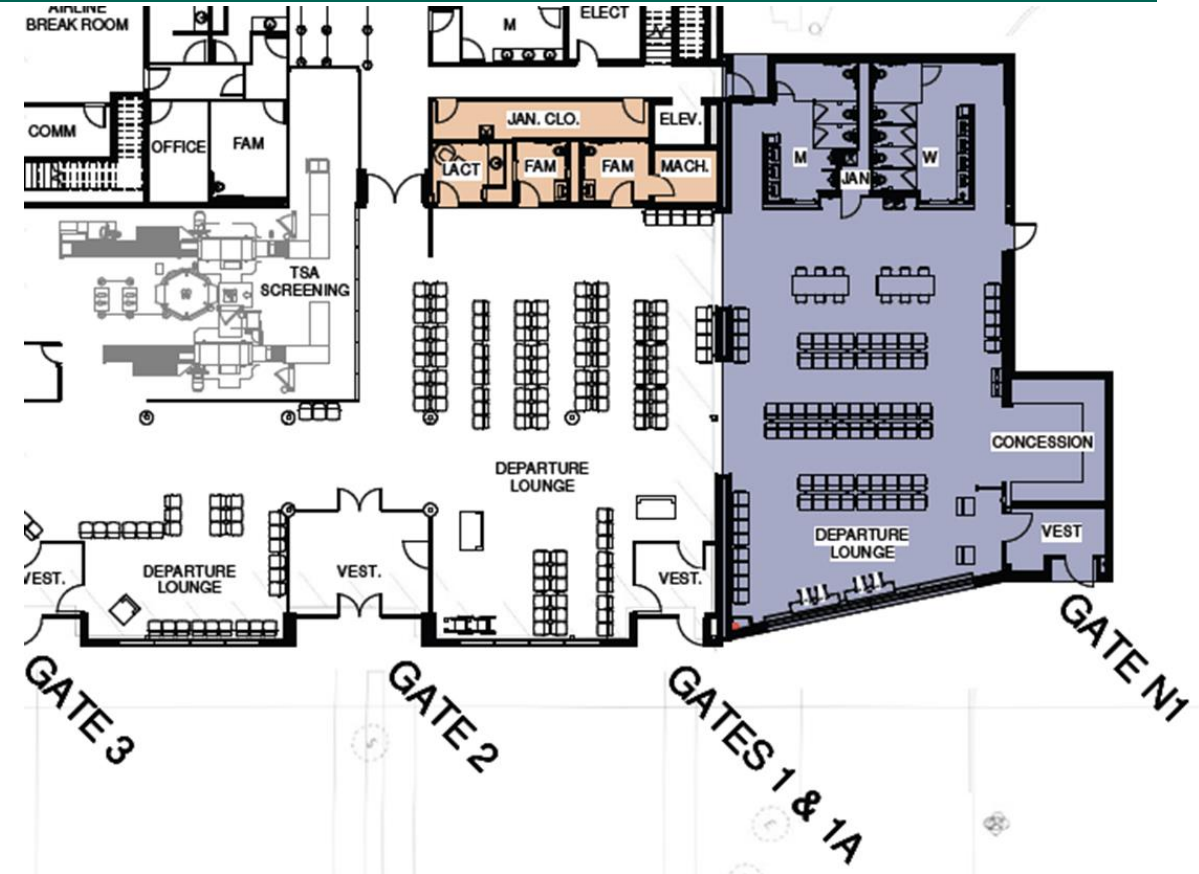 AIRLINE
BREAK ROOM
M
ELECT
COMM
OFFICE
FAM
JAN. CLO.
ELEV.
LACT
FAM
FAM
MACH.
M
JAN
W
TSA
SCREENING
DEPARTURE
LOUNGE
CONCESSION
VEST.
DEPARTURE
LOUNGE
VEST.
VEST.
DEPARTURE
LOUNGE
VEST
GATE 3
GATE 2
GATES 1 & 1A
GATE N1